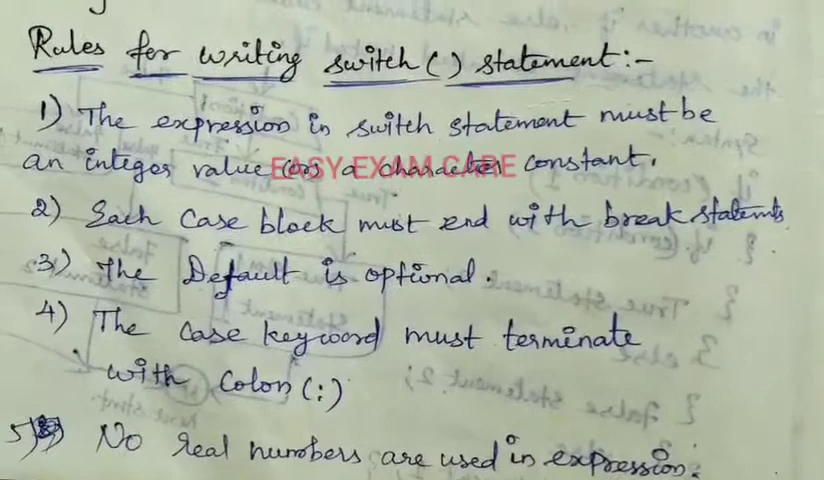 Rules for writing switch() statement:-
1) The expression in switch statement must be
an integer value (or) a character constant.
EASY EXAM CARE
2) Each case block must end with break statemnts
3) The Default is optional.
4) The case keyword must terminate
with colon (:)
5) No real numbers are used in expression.